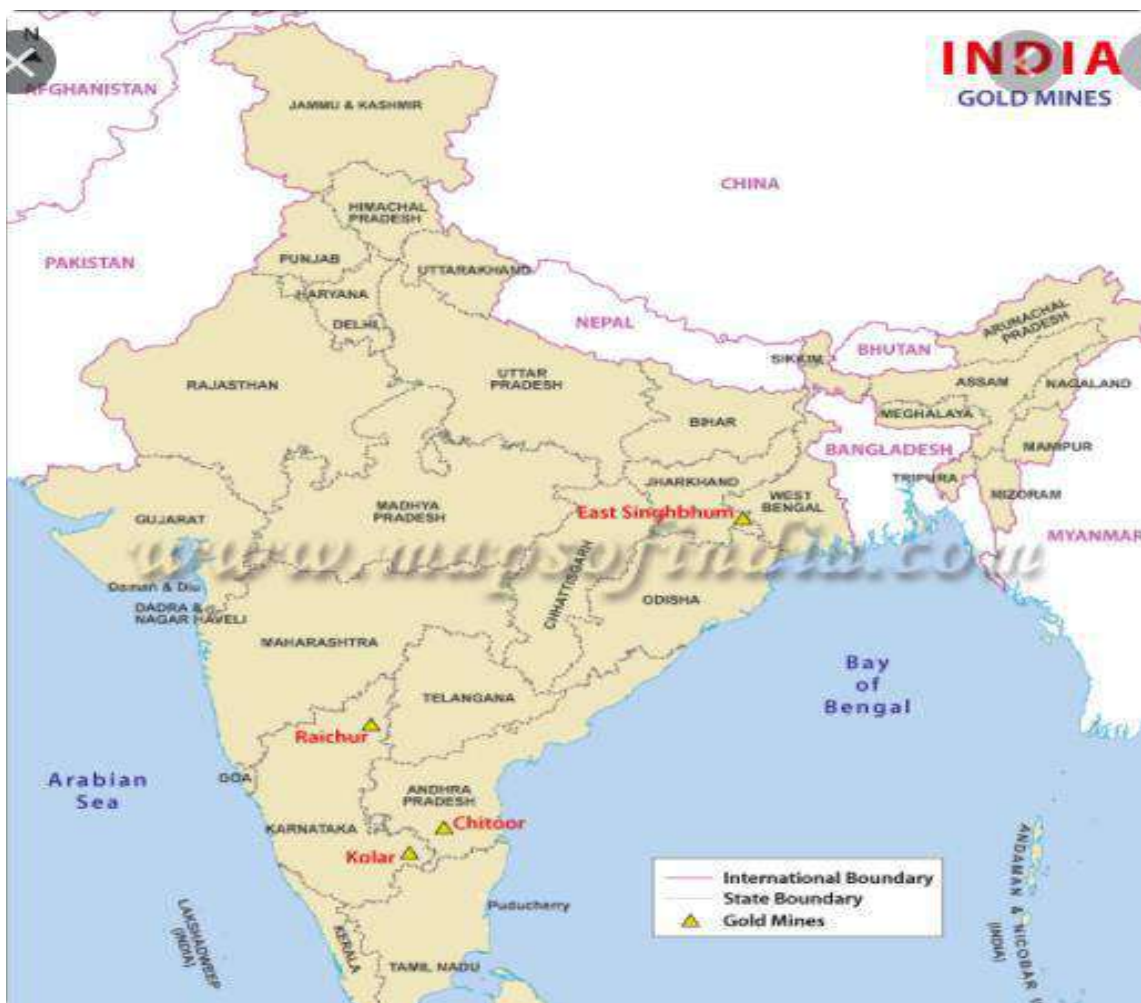 N
INDIA
GOLD MINES
AFGHANISTAN
JAMMU & KASHMIR
CHINA
HIMACHAL
PRADESH
PAKISTAN
PUNJAB
UTTARAKHAND
HARYANA
DELHI
NEPAL
SIKKIM
BHUTAN
ARUNACHAL
PRADESH
RAJASTHAN
UTTAR
PRADESH
ASSAM
NAGALAND
MEGHALAYA
BIHAR
BANGLADESH
MANIPUR
JHARKHAND
TRIPURA
MIZORAM
GUJARAT
MADHYA
PRADESH
East Singhbhum
WEST
BENGAL
MYANMAR
www.mapsofindia.com
Daman & Diu
DADRA &
NAGAR HAVELI
CHHATTISGARH
ODISHA
MAHARASHTRA
TELANGANA
Bay
of
Bengal
Raichur
GOA
Arabian
Sea
ANDHRA
PRADESH
KARNATAKA
Chitoor
Kolar
International Boundary
State Boundary
Gold Mines
Puducherry
LAKSHADWEEP
(INDIA)
KERALA
TAMIL NADU
ANDAMAN & NICOBAR
(INDIA)